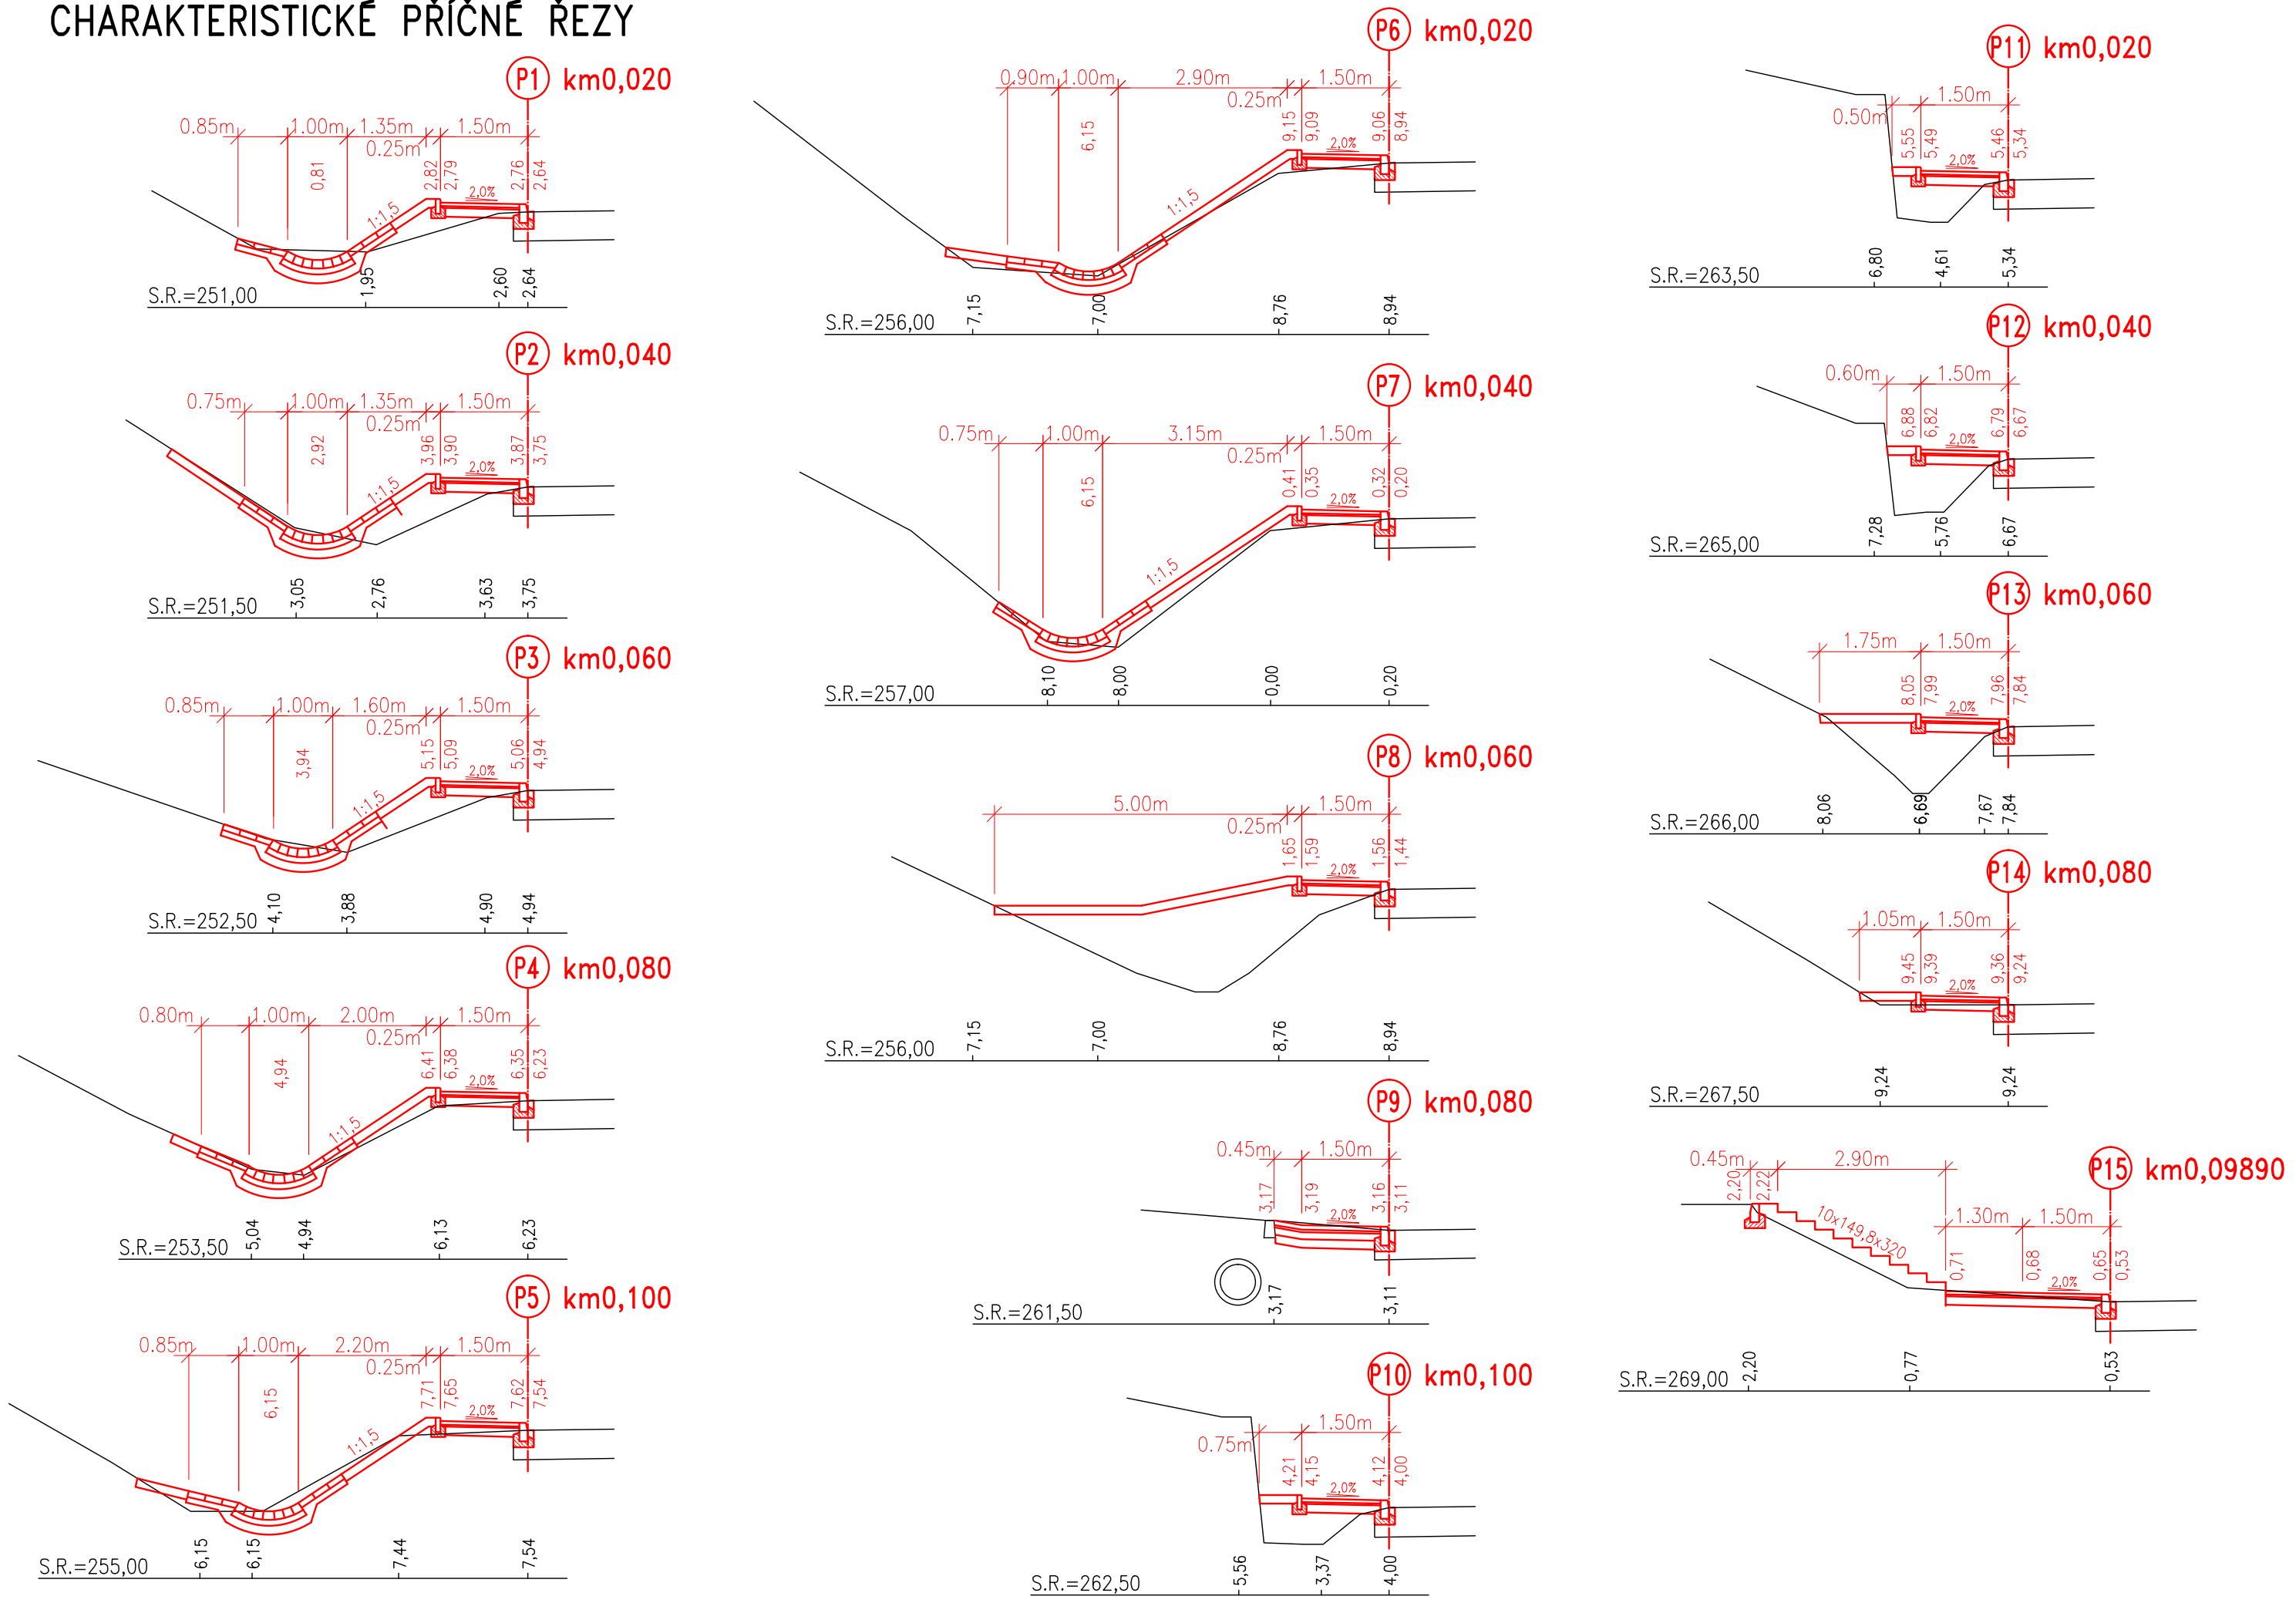 CHARAKTERISTICKÉ PŘÍČNÉ ŘEZY
P1 km0,020
0.85m 1.00m 1.35m 1.50m
0.25m
0,81 2,82 2,79 2,76 2,64
1:1,5 2,0%
S.R.=251,00 1,95 2,60 2,64
P2 km0,040
0.75m 1.00m 1.35m 1.50m
0.25m
2,92 3,96 3,90 3,87 3,75
1:1,5 2,0%
S.R.=251,50 3,05 2,76 3,63 3,75
P3 km0,060
0.85m 1.00m 1.60m 1.50m
0.25m
3,94 5,15 5,09 5,06 4,94
1:1,5 2,0%
S.R.=252,50 4,10 3,88 4,90 4,94
P4 km0,080
0.80m 1.00m 2.00m 1.50m
0.25m
4,94 6,41 6,38 6,35 6,23
1:1,5 2,0%
S.R.=253,50 5,04 4,94 6,13 6,23
P5 km0,100
0.85m 1.00m 2.20m 1.50m
0.25m
6,15 7,71 7,65 7,62 7,54
1:1,5 2,0%
S.R.=255,00 6,15 6,15 7,44 7,54
P6 km0,020
0.90m 1.00m 2.90m 1.50m
0.25m
6,15 9,15 9,09 9,06 8,94
1:1,5 2,0%
S.R.=256,00 7,15 7,00 8,76 8,94
P7 km0,040
0.75m 1.00m 3.15m 1.50m
0.25m
6,15 0,41 0,35 0,32 0,20
1:1,5 2,0%
S.R.=257,00 8,10 8,00 0,00 0,20
P8 km0,060
5.00m 1.50m
0.25m
1,65 1,59 1,56 1,44
2,0%
S.R.=256,00 7,15 7,00 8,76 8,94
P9 km0,080
0.45m 1.50m
3,17 3,19 3,16 3,11
2,0%
S.R.=261,50 3,17 3,11
P10 km0,100
1.50m
0.75m
4,21 4,15 4,12 4,00
2,0%
S.R.=262,50 5,56 3,37 4,00
P11 km0,020
1.50m
0.50m
5,55 5,49 5,46 5,34
2,0%
S.R.=263,50 6,80 4,61 5,34
P12 km0,040
0.60m 1.50m
6,88 6,82 6,79 6,67
2,0%
S.R.=265,00 7,28 5,76 6,67
P13 km0,060
1.75m 1.50m
8,05 7,99 7,96 7,84
2,0%
S.R.=266,00 8,06 6,69 7,67 7,84
P14 km0,080
1.05m 1.50m
9,45 9,39 9,36 9,24
2,0%
S.R.=267,50 9,24 9,24
P15 km0,09890
0.45m 2.90m
2,20 2,22
10x149,8x320
1.30m 1.50m
0,71 0,68 0,65 0,53
2,0%
S.R.=269,00 2,20 0,77 0,53